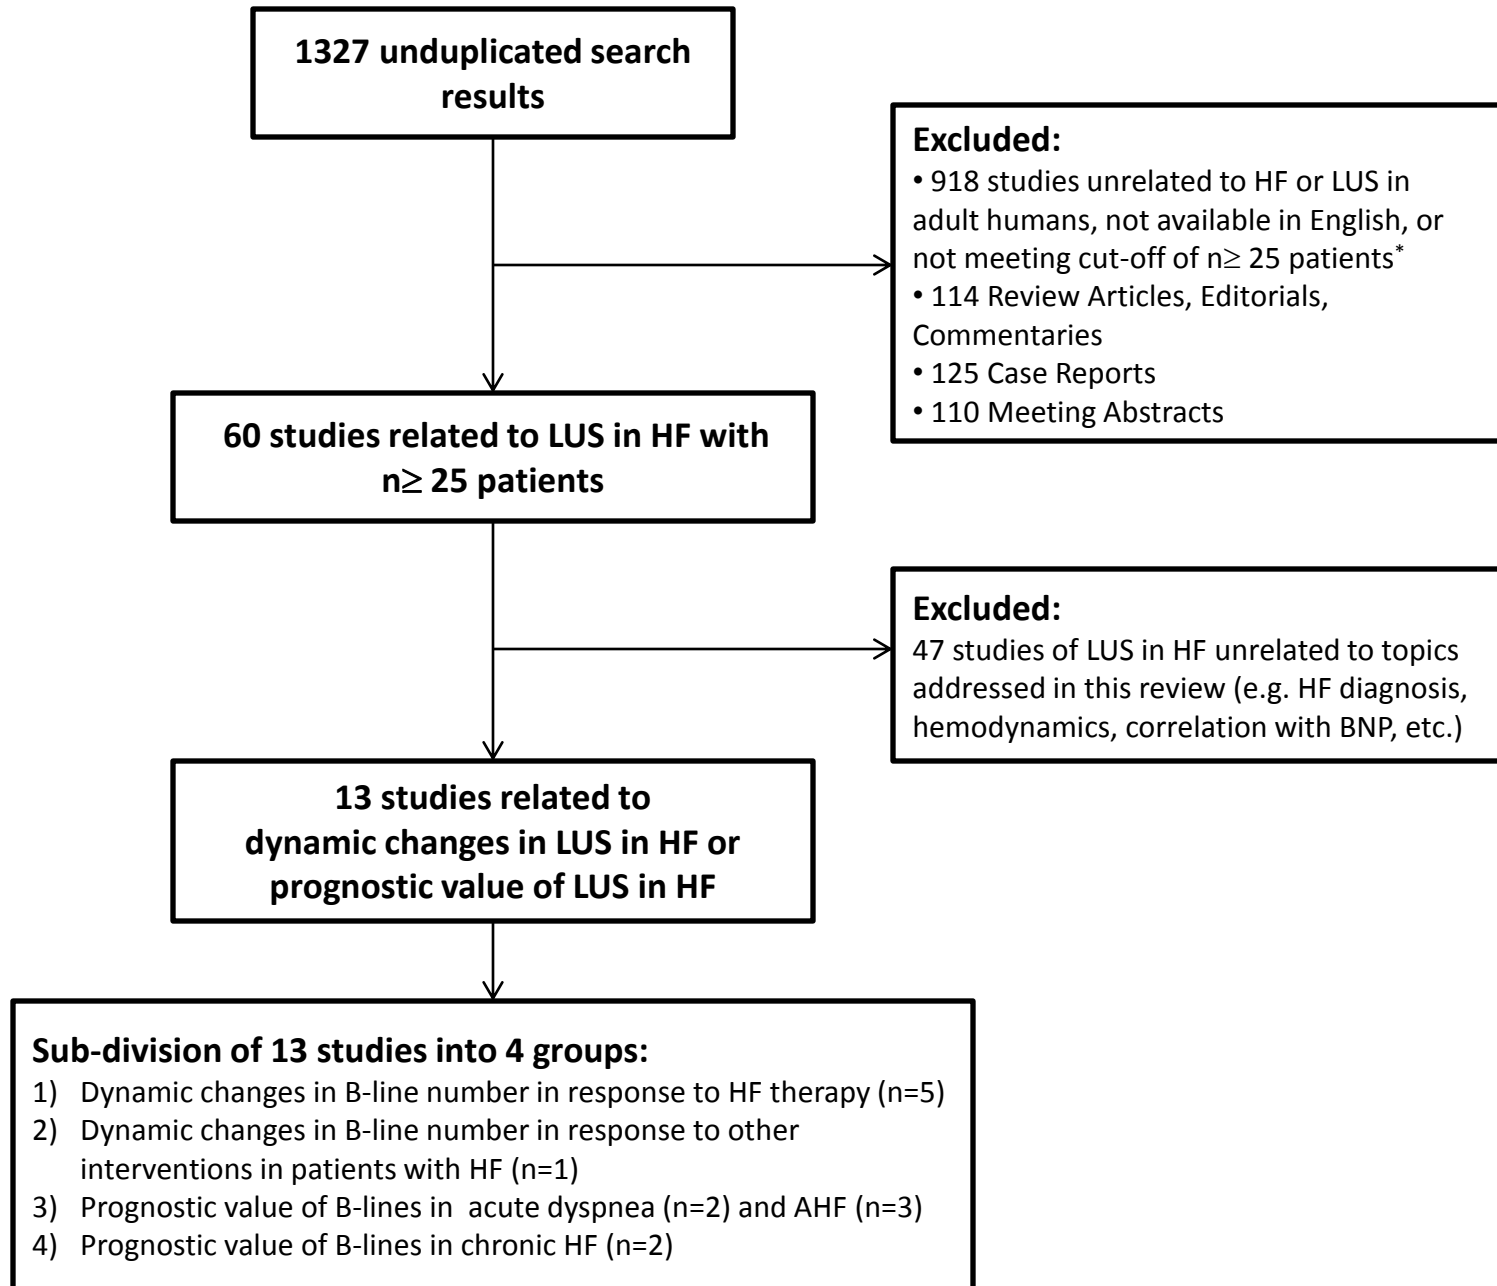 1327 unduplicated search
results
Excluded:
• 918 studies unrelated to HF or LUS in
adult humans, not available in English, or
not meeting cut-off of n≥ 25 patients*
• 114 Review Articles, Editorials,
Commentaries
• 125 Case Reports
• 110 Meeting Abstracts
60 studies related to LUS in HF with
n≥ 25 patients
Excluded:
47 studies of LUS in HF unrelated to topics
addressed in this review (e.g. HF diagnosis,
hemodynamics, correlation with BNP, etc.)
13 studies related to
dynamic changes in LUS in HF or
prognostic value of LUS in HF
Sub-division of 13 studies into 4 groups:
1) Dynamic changes in B-line number in response to HF therapy (n=5)
2) Dynamic changes in B-line number in response to other
interventions in patients with HF (n=1)
3) Prognostic value of B-lines in acute dyspnea (n=2) and AHF (n=3)
4) Prognostic value of B-lines in chronic HF (n=2)